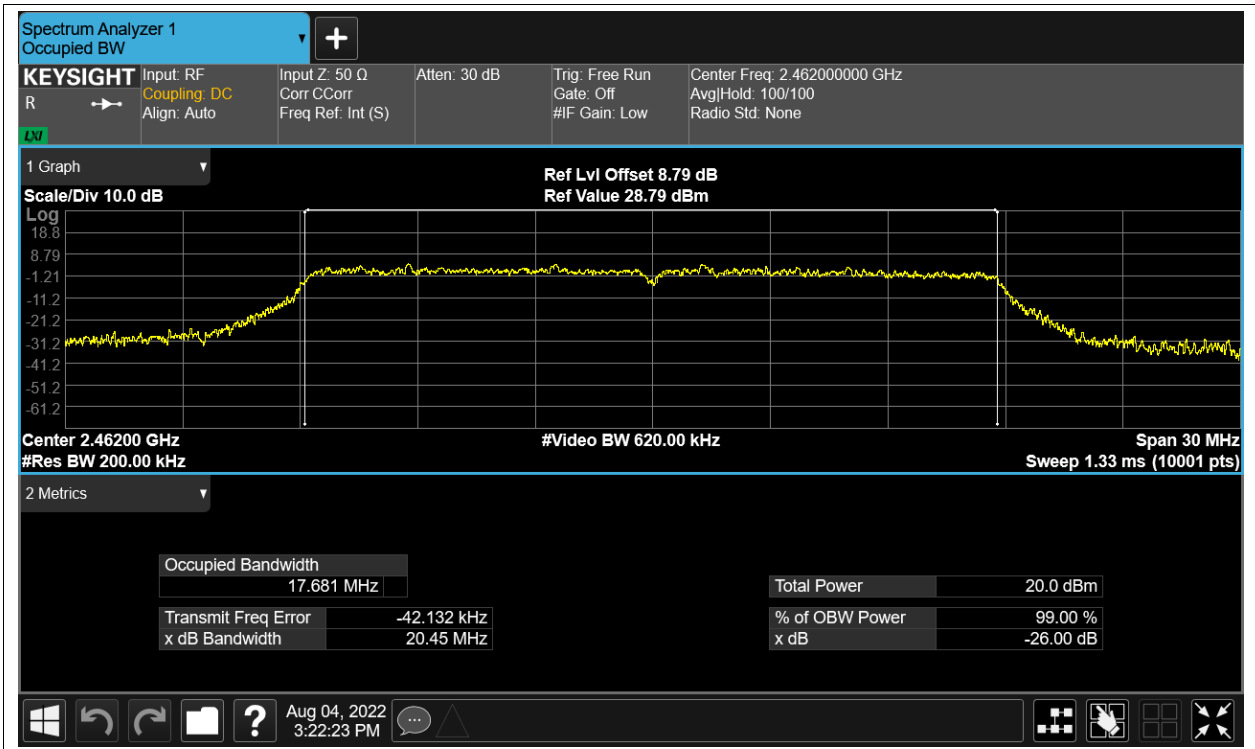 Spectrum Analyzer 1
Occupied BW
KEYSIGHT
R
LXI
Input: RF
Coupling: DC
Align: Auto
Input Z: 50 Ω
Corr CCorr
Freq Ref: Int (S)
Atten: 30 dB
Trig: Free Run
Gate: Off
#IF Gain: Low
Center Freq: 2.462000000 GHz
Avg|Hold: 100/100
Radio Std: None
1 Graph
Scale/Div 10.0 dB
Ref Lvl Offset 8.79 dB
Ref Value 28.79 dBm
Log
18.8
8.79
-1.21
-11.2
-21.2
-31.2
-41.2
-51.2
-61.2
Center 2.46200 GHz
#Video BW 620.00 kHz
Span 30 MHz
#Res BW 200.00 kHz
Sweep 1.33 ms (10001 pts)
2 Metrics
Occupied Bandwidth
17.681 MHz
Total Power 20.0 dBm
Transmit Freq Error -42.132 kHz
% of OBW Power 99.00 %
x dB Bandwidth 20.45 MHz
x dB -26.00 dB
?
Aug 04, 2022
3:22:23 PM